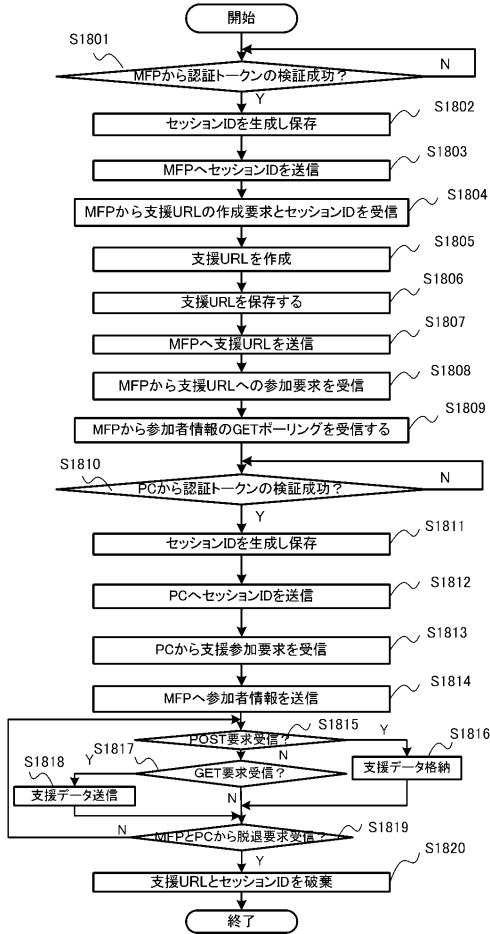 開始
S1801
MFPから認証トークンの検証成功？
N
Y
S1802
セッションIDを生成し保存
S1803
MFPへセッションIDを送信
S1804
MFPから支援URLの作成要求とセッションIDを受信
S1805
支援URLを作成
S1806
支援URLを保存する
S1807
MFPへ支援URLを送信
S1808
MFPから支援URLへの参加要求を受信
S1809
MFPから参加者情報のGETポーリングを受信する
S1810
PCから認証トークンの検証成功？
N
Y
S1811
セッションIDを生成し保存
S1812
PCへセッションIDを送信
S1813
PCから支援参加要求を受信
S1814
MFPへ参加者情報を送信
S1815
POST要求受信？
Y
N
S1816
支援データ格納
S1817
GET要求受信？
Y
N
S1818
支援データ送信
S1819
MFPとPCから脱退要求受信？
N
Y
S1820
支援URLとセッションIDを破棄
終了